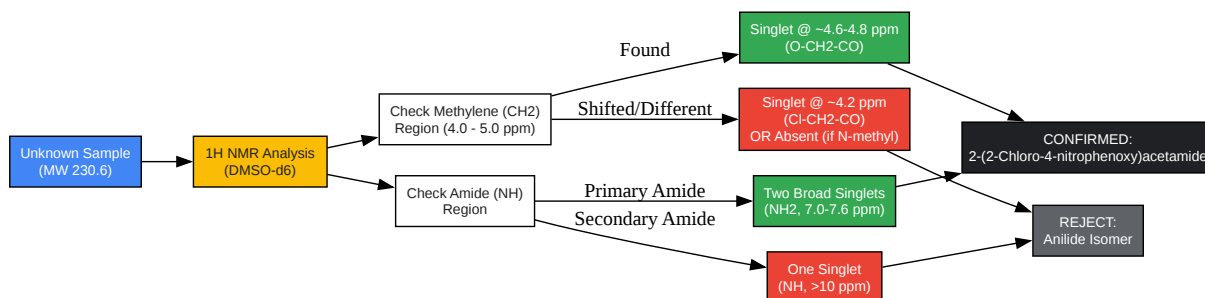 Unknown Sample
(MW 230.6)
1H NMR Analysis
(DMSO-d6)
Check Methylene (CH2)
Region (4.0 - 5.0 ppm)
Check Amide (NH)
Region
Found
Shifted/Different
Primary Amide
Secondary Amide
Singlet @ ~4.6-4.8 ppm
(O-CH2-CO)
Singlet @ ~4.2 ppm
(Cl-CH2-CO)
OR Absent (if N-methyl)
Two Broad Singlets
(NH2, 7.0-7.6 ppm)
One Singlet
(NH, >10 ppm)
CONFIRMED:
2-(2-Chloro-4-nitrophenoxy)acetamide
REJECT:
Anilide Isomer